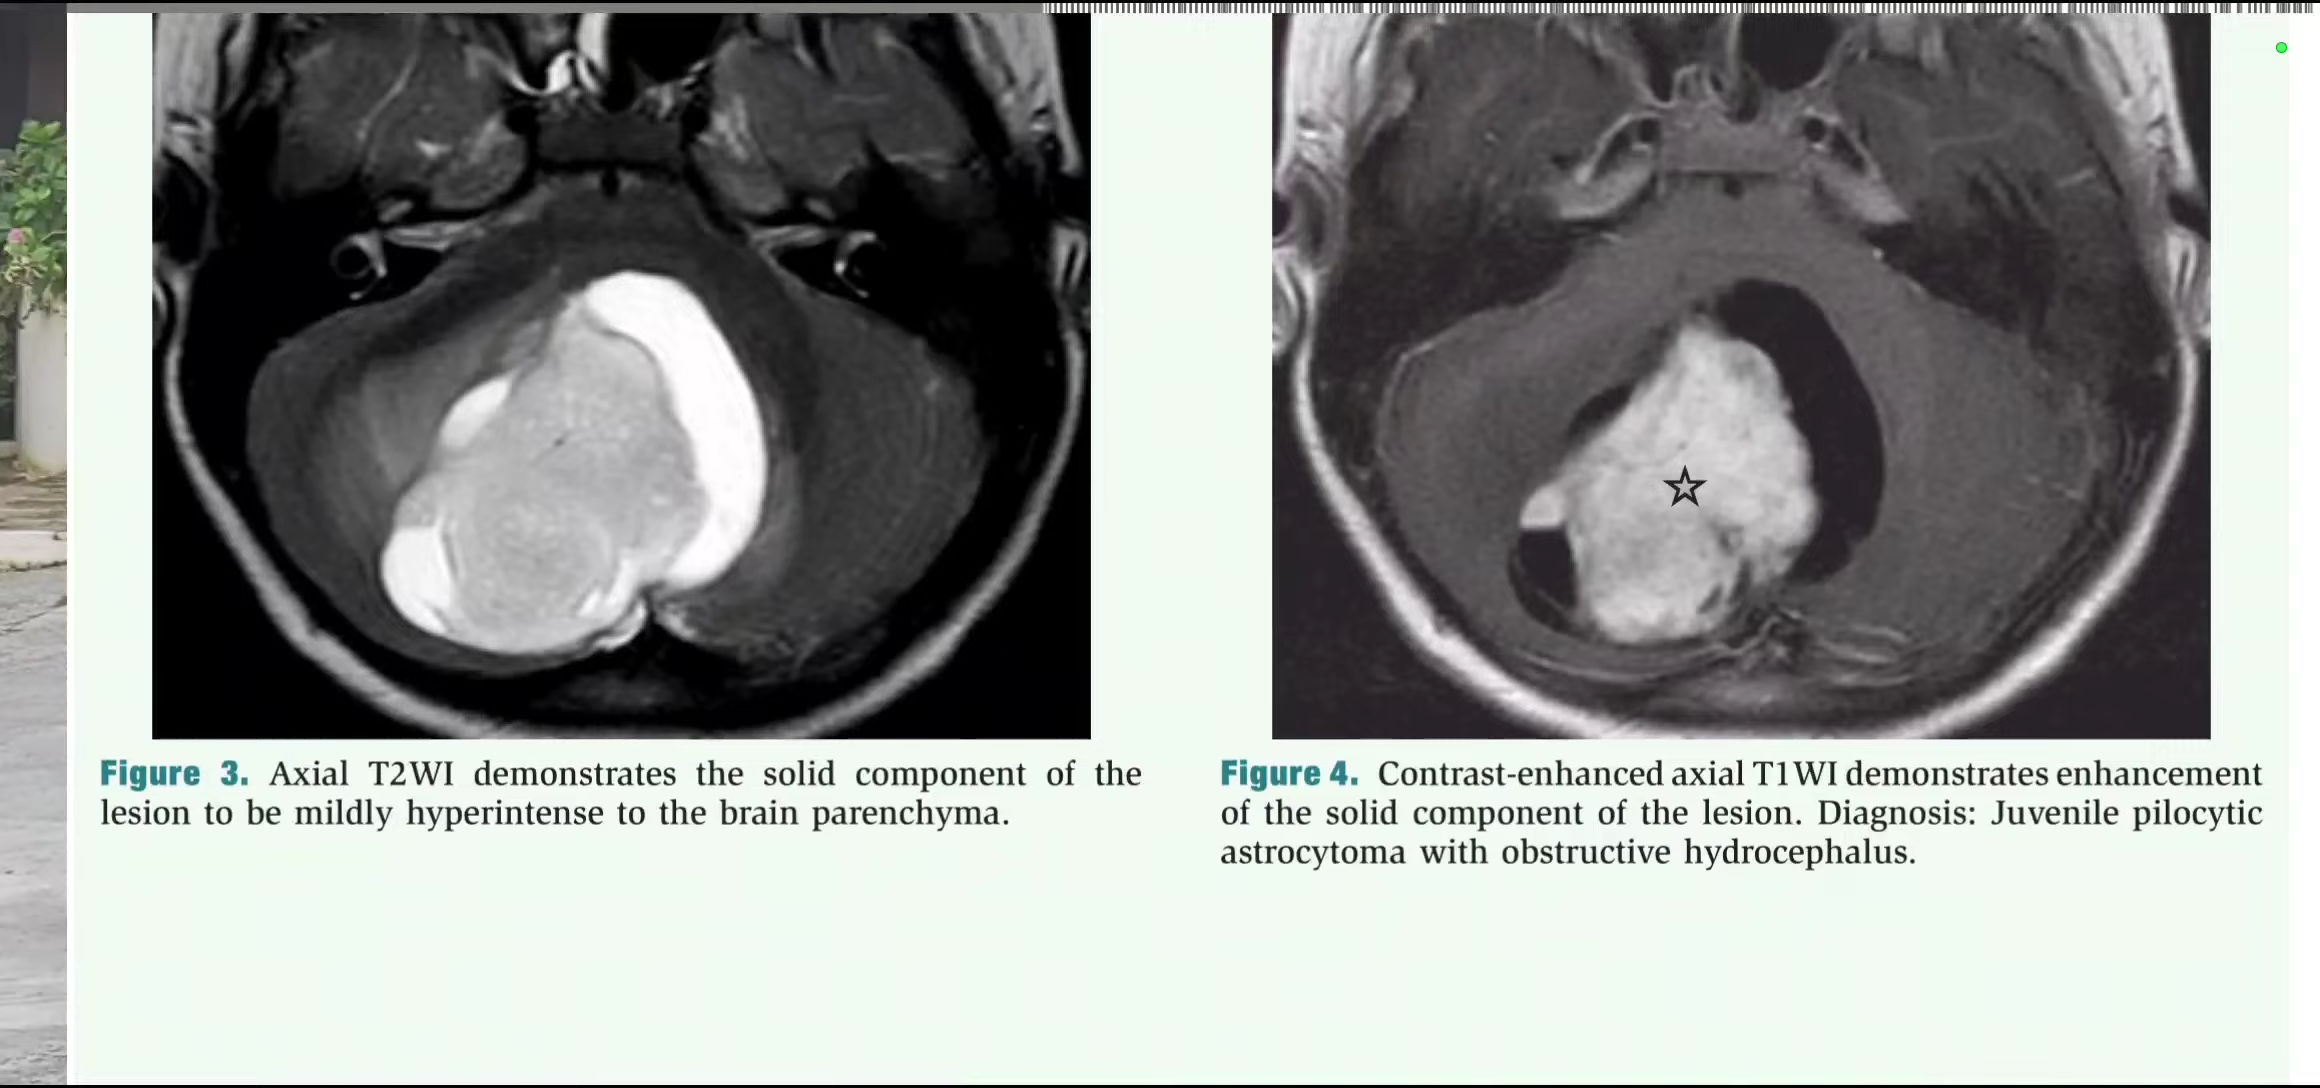 Figure 3. Axial T2WI demonstrates the solid component of the
lesion to be mildly hyperintense to the brain parenchyma.
Figure 4. Contrast-enhanced axial T1WI demonstrates enhancement
of the solid component of the lesion. Diagnosis: Juvenile pilocytic
astrocytoma with obstructive hydrocephalus.